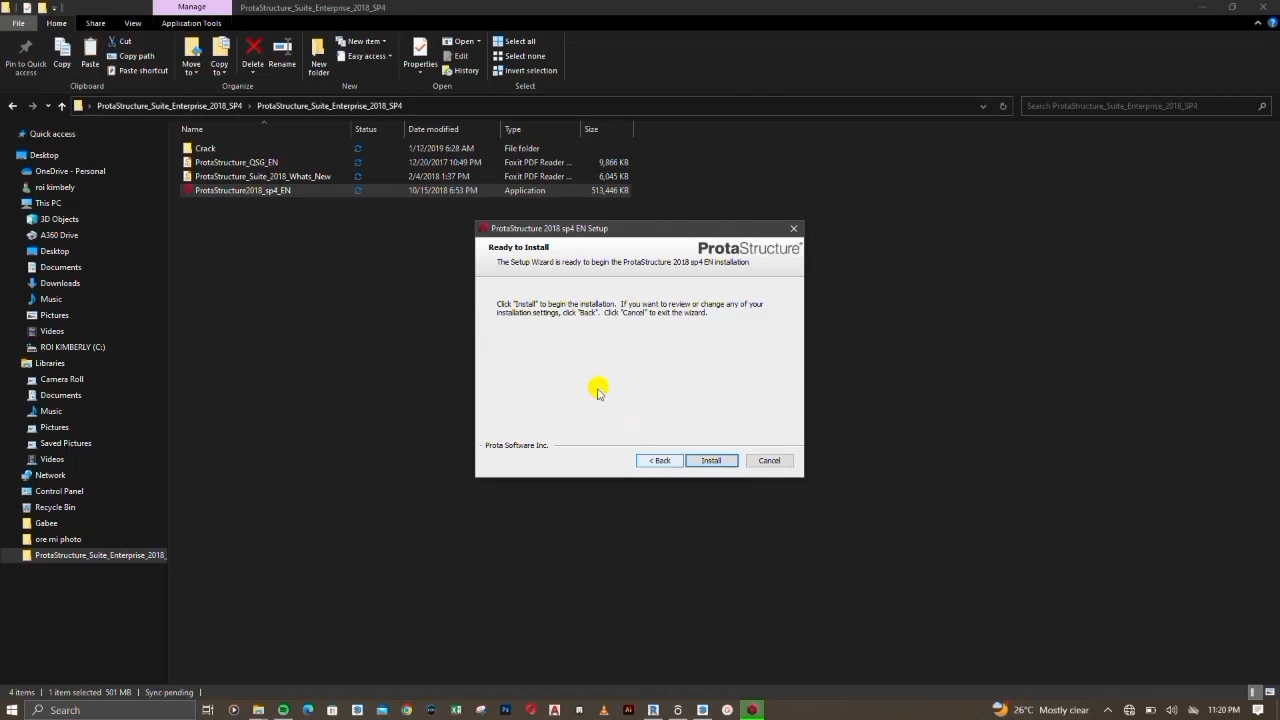 Manage
ProtaStructure_Suite_Enterprise_2018_SP4
File
Home
Share
View
Application Tools
Pin to Quick access
Copy
Paste
Cut
Copy path
Paste shortcut
Clipboard
Move to
Copy to
Delete
Rename
Organize
New folder
New item
Easy access
New
Properties
Open
Edit
History
Open
Select all
Select none
Invert selection
Select
ProtaStructure_Suite_Enterprise_2018_SP4 ProtaStructure_Suite_Enterprise_2018_SP4
Search ProtaStructure_Suite_Enterprise_2018_SP4
Name Status Date modified Type Size
Crack 1/12/2019 6:28 AM File folder
ProtaStructure_QSG_EN 12/20/2017 10:49 PM Foxit PDF Reader ... 9,866 KB
ProtaStructure_Suite_2018_Whats_New 2/4/2018 1:37 PM Foxit PDF Reader ... 6,045 KB
ProtaStructure2018_sp4_EN 10/15/2018 6:53 PM Application 513,446 KB
Quick access
Desktop
OneDrive - Personal
roi kimbely
This PC
3D Objects
A360 Drive
Desktop
Documents
Downloads
Music
Pictures
Videos
ROI KIMBERLY (C:)
Libraries
Camera Roll
Documents
Music
Pictures
Saved Pictures
Videos
Network
Control Panel
Recycle Bin
Gabee
ore mi photo
ProtaStructure_Suite_Enterprise_2018_
ProtaStructure 2018 sp4 EN Setup
Ready to Install
ProtaStructure®
The Setup Wizard is ready to begin the ProtaStructure 2018 sp4 EN installation
Click "Install" to begin the installation. If you want to review or change any of your
installation settings, click "Back". Click "Cancel" to exit the wizard.
Prota Software Inc.
< Back Install Cancel
4 items 1 item selected 501 MB Sync pending
Search
26°C Mostly clear 11:20 PM